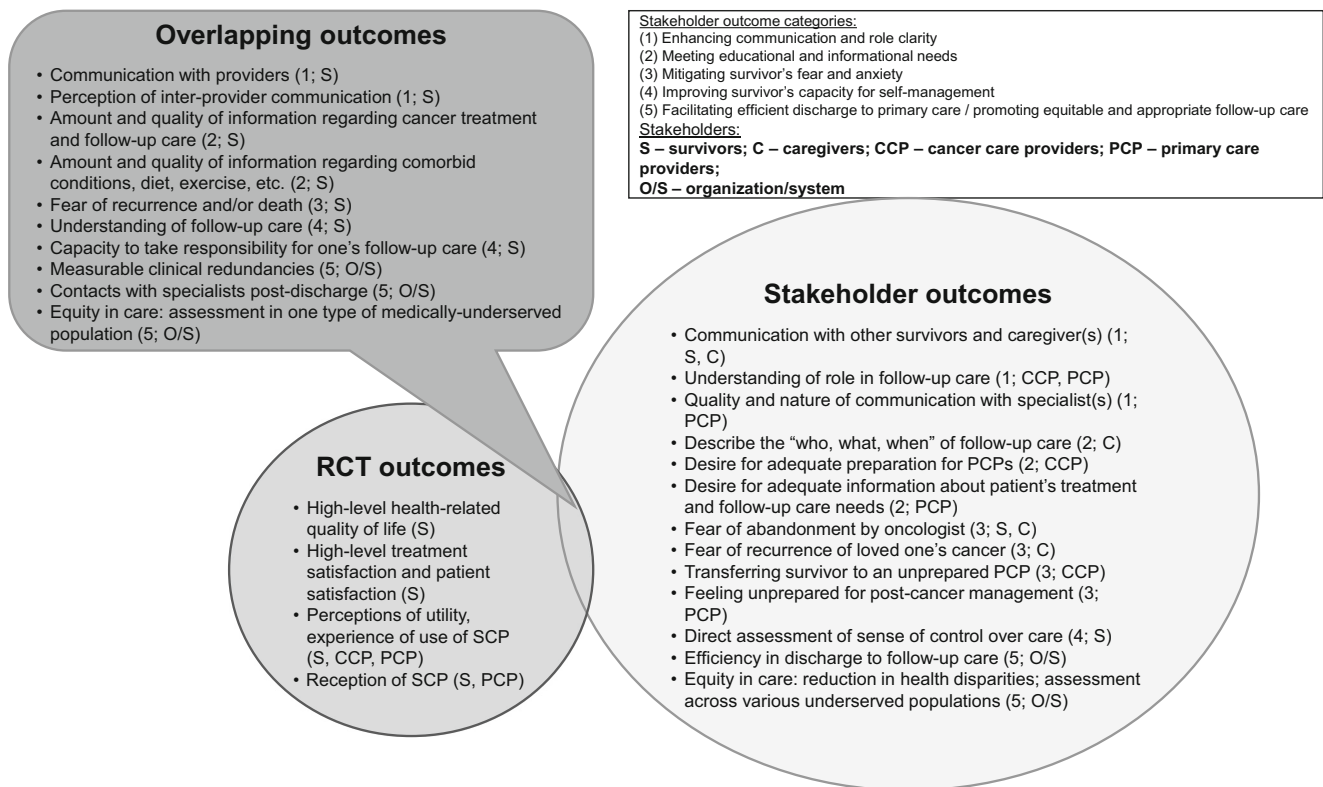 Overlapping outcomes
• Communication with providers (1; S)
• Perception of inter-provider communication (1; S)
• Amount and quality of information regarding cancer treatment
and follow-up care (2; S)
• Amount and quality of information regarding comorbid
conditions, diet, exercise, etc. (2; S)
• Fear of recurrence and/or death (3; S)
• Understanding of follow-up care (4; S)
• Capacity to take responsibility for one's follow-up care (4; S)
• Measurable clinical redundancies (5; O/S)
• Contacts with specialists post-discharge (5; O/S)
• Equity in care: assessment in one type of medically-underserved
population (5; O/S)
Stakeholder outcome categories:
(1) Enhancing communication and role clarity
(2) Meeting educational and informational needs
(3) Mitigating survivor's fear and anxiety
(4) Improving survivor's capacity for self-management
(5) Facilitating efficient discharge to primary care / promoting equitable and appropriate follow-up care
Stakeholders:
S – survivors; C – caregivers; CCP – cancer care providers; PCP – primary care
providers;
O/S – organization/system
RCT outcomes
• High-level health-related
quality of life (S)
• High-level treatment
satisfaction and patient
satisfaction (S)
• Perceptions of utility,
experience of use of SCP
(S, CCP, PCP)
• Reception of SCP (S, PCP)
Stakeholder outcomes
• Communication with other survivors and caregiver(s) (1;
S, C)
• Understanding of role in follow-up care (1; CCP, PCP)
• Quality and nature of communication with specialist(s) (1;
PCP)
• Describe the “who, what, when” of follow-up care (2; C)
• Desire for adequate preparation for PCPs (2; CCP)
• Desire for adequate information about patient's treatment
and follow-up care needs (2; PCP)
• Fear of abandonment by oncologist (3; S, C)
• Fear of recurrence of loved one's cancer (3; C)
• Transferring survivor to an unprepared PCP (3; CCP)
• Feeling unprepared for post-cancer management (3;
PCP)
• Direct assessment of sense of control over care (4; S)
• Efficiency in discharge to follow-up care (5; O/S)
• Equity in care: reduction in health disparities; assessment
across various underserved populations (5; O/S)